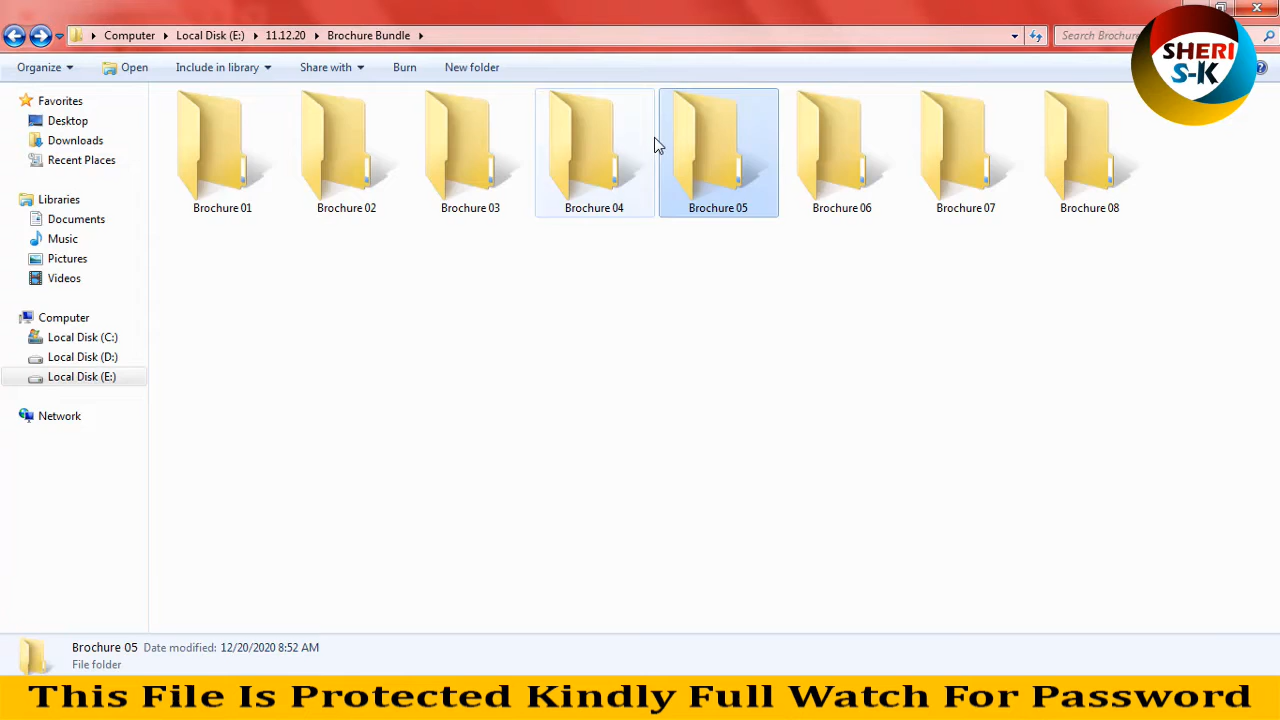 Computer Local Disk (E:) 11.12.20 Brochure Bundle
Search Brochure
SHERI
S-K
Organize Open Include in library Share with Burn New folder
Favorites
Desktop
Downloads
Recent Places
Libraries
Documents
Music
Pictures
Videos
Computer
Local Disk (C:)
Local Disk (D:)
Local Disk (E:)
Network
Brochure 01 Brochure 02 Brochure 03 Brochure 04 Brochure 05 Brochure 06 Brochure 07 Brochure 08
Brochure 05 Date modified: 12/20/2020 8:52 AM
File folder
This File Is Protected Kindly Full Watch For Password